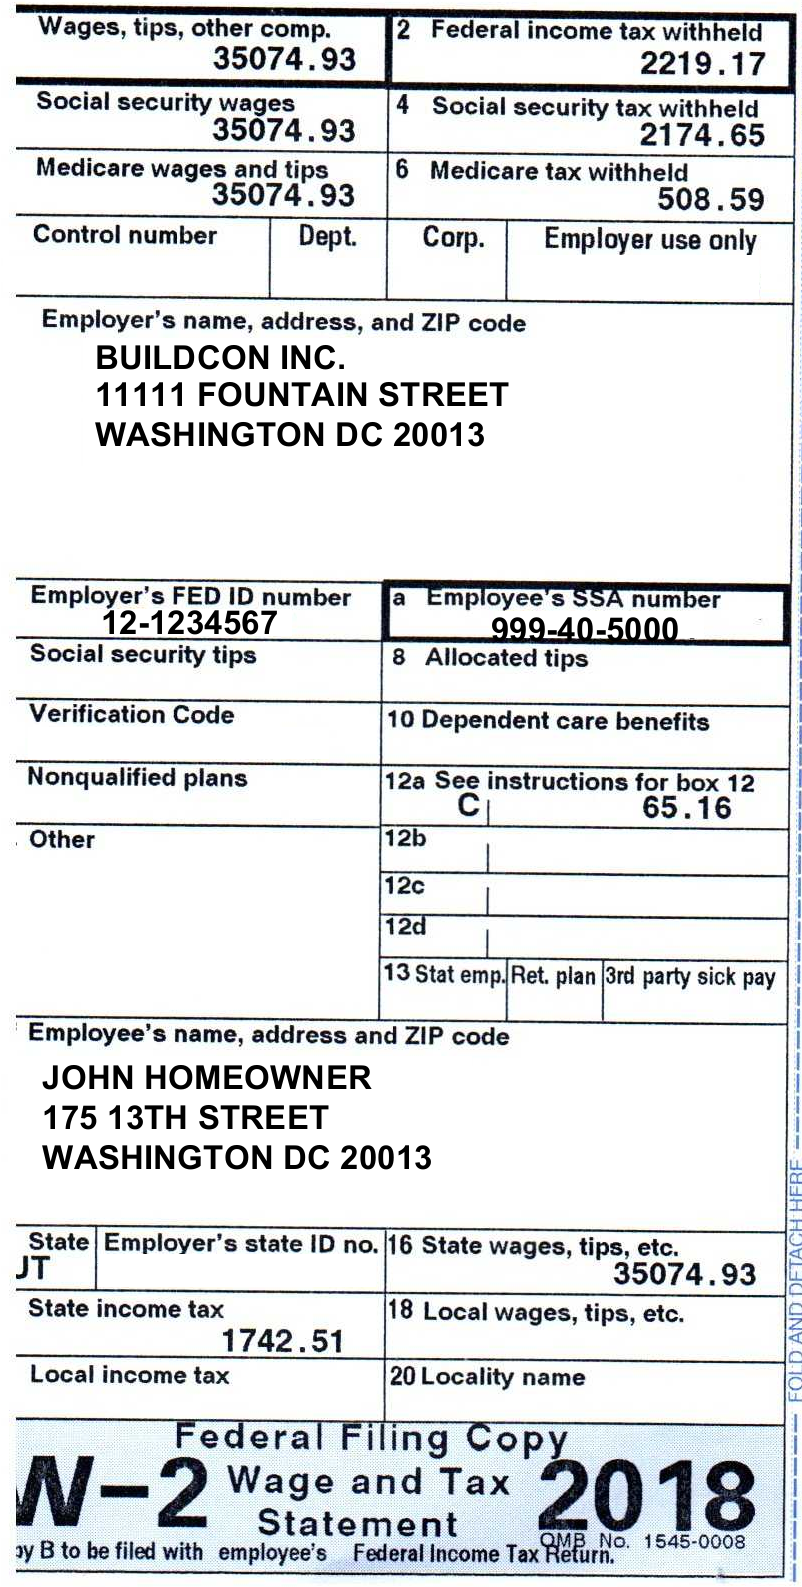 Wages, tips, other comp.
35074.93
2 Federal income tax withheld
2219.17
Social security wages
35074.93
4 Social security tax withheld
2174.65
Medicare wages and tips
35074.93
6 Medicare tax withheld
508.59
Control number
Dept.
Corp.
Employer use only
Employer's name, address, and ZIP code
BUILDCON INC.
11111 FOUNTAIN STREET
WASHINGTON DC 20013
Employer's FED ID number
12-1234567
a Employee's SSA number
999-40-5000
Social security tips
8 Allocated tips
Verification Code
10 Dependent care benefits
Nonqualified plans
12a See instructions for box 12
C 65.16
Other
12b
12c
12d
13 Stat emp. Ret. plan 3rd party sick pay
Employee's name, address and ZIP code
JOHN HOMEOWNER
175 13TH STREET
WASHINGTON DC 20013
State
Employer's state ID no.
16 State wages, tips, etc.
35074.93
State income tax
1742.51
18 Local wages, tips, etc.
Local income tax
20 Locality name
Federal Filing Copy
W-2 Wage and Tax 2018
Statement
OMB No. 1545-0008
B to be filed with employee's Federal Income Tax Return.
FOLD AND DETACH HERE